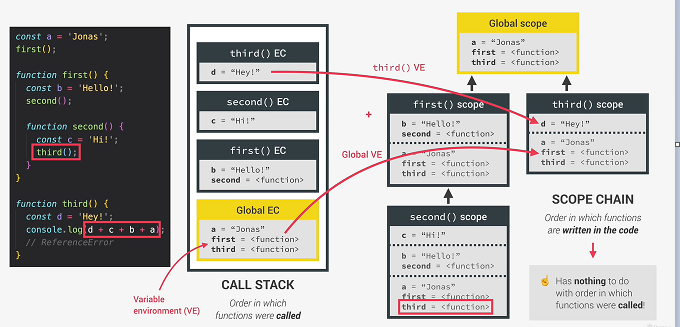 const a = 'Jonas';
first();
function first() {
const b = 'Hello!';
second();
function second() {
const c = 'Hi!';
third();
}
}
function third() {
const d = 'Hey!';
console.log(d + c + b + a);
// ReferenceError
}
third() EC
d = “Hey!”
second() EC
c = “Hi!”
first() EC
b = “Hello!”
second = <function>
Global EC
a = “Jonas”
first = <function>
third = <function>
Variable
environment (VE)
CALL STACK
Order in which
functions were called
third() VE
+
Global VE
Global scope
a = “Jonas”
first = <function>
third = <function>
first() scope
b = “Hello!”
second = <function>
a = “Jonas”
first = <function>
third = <function>
second() scope
c = “Hi!”
b = “Hello!”
second = <function>
a = “Jonas”
first = <function>
third = <function>
third() scope
d = “Hey!”
a = “Jonas”
first = <function>
third = <function>
SCOPE CHAIN
Order in which functions
are written in the code
☝ Has nothing to do
with order in which
functions were called!